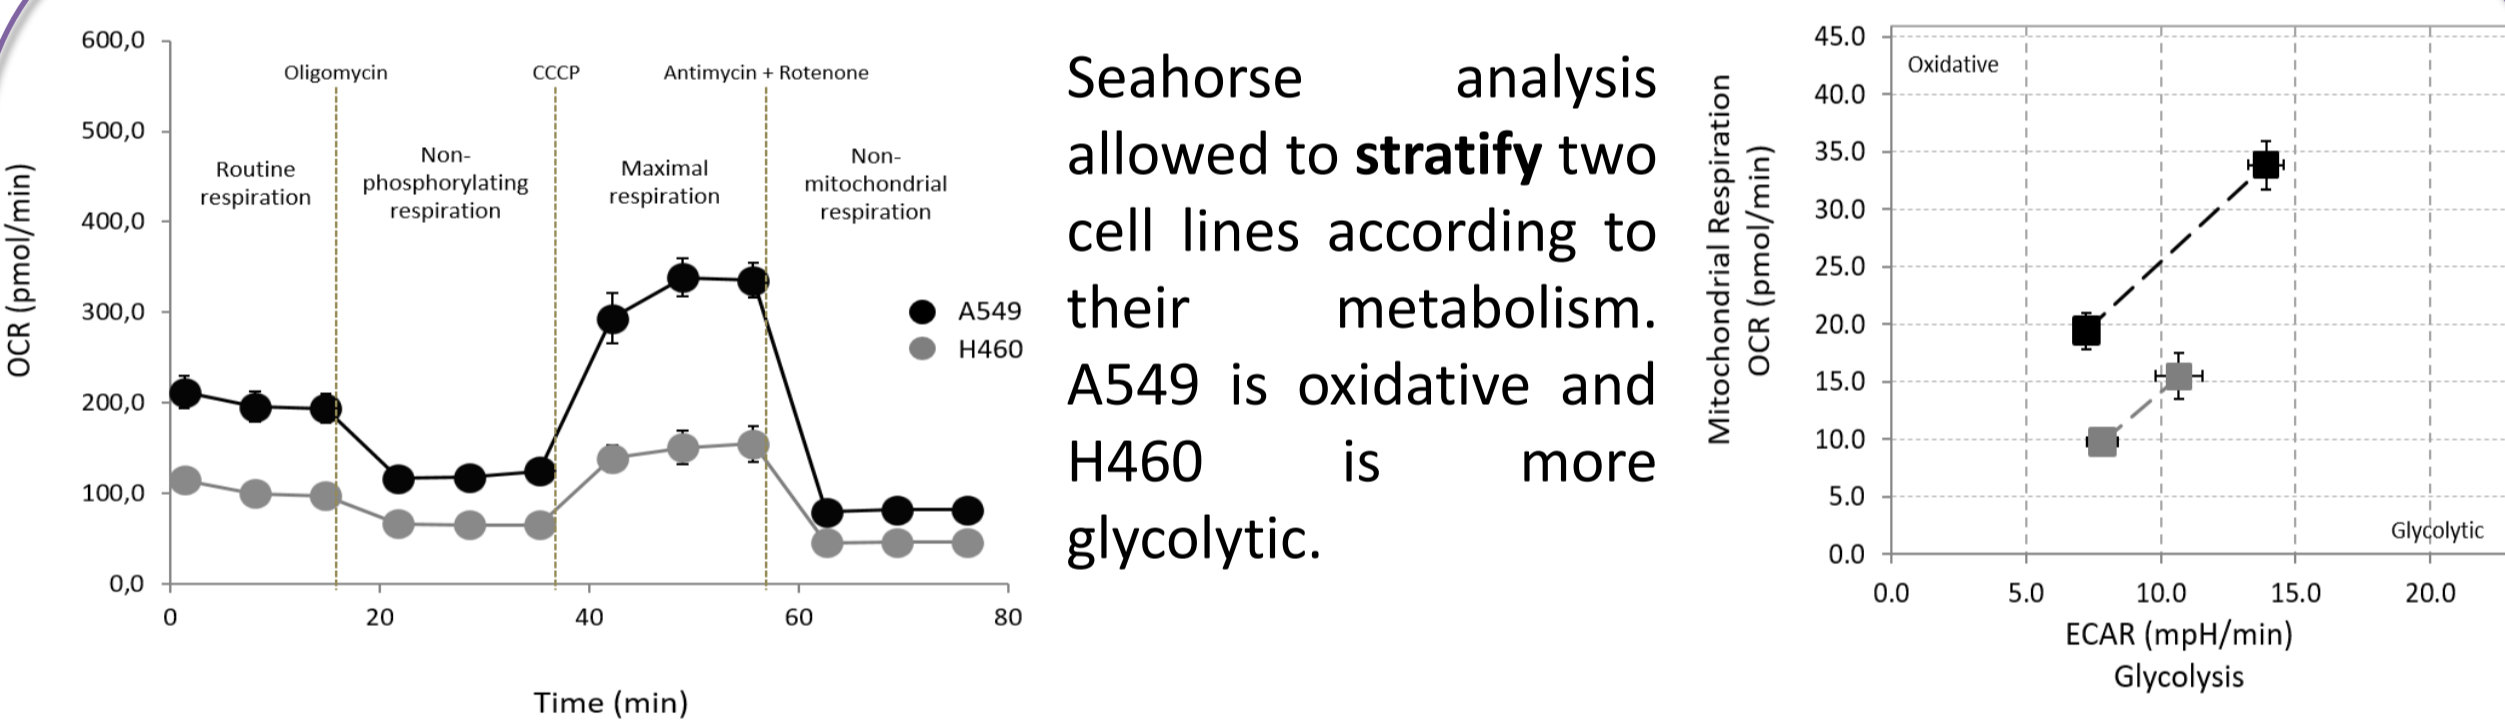 600,0
500,0
400,0
300,0
200,0
100,0
0,0
OCR (pmol/min)
Oligomycin
CCCP
Antimycin + Rotenone
Routine
respiration
Non-
phosphorylating
respiration
Maximal
respiration
Non-
mitochondrial
respiration
A549
H460
0
20
40
60
80
Time (min)
Seahorse analysis
allowed to stratify two
cell lines according to
their metabolism.
A549 is oxidative and
H460 is more
glycolytic.
Mitochondrial Respiration
OCR (pmol/min)
45.0
40.0
35.0
30.0
25.0
20.0
15.0
10.0
5.0
0.0
Oxidative
Glycolytic
0.0
5.0
10.0
15.0
20.0
ECAR (mpH/min)
Glycolysis